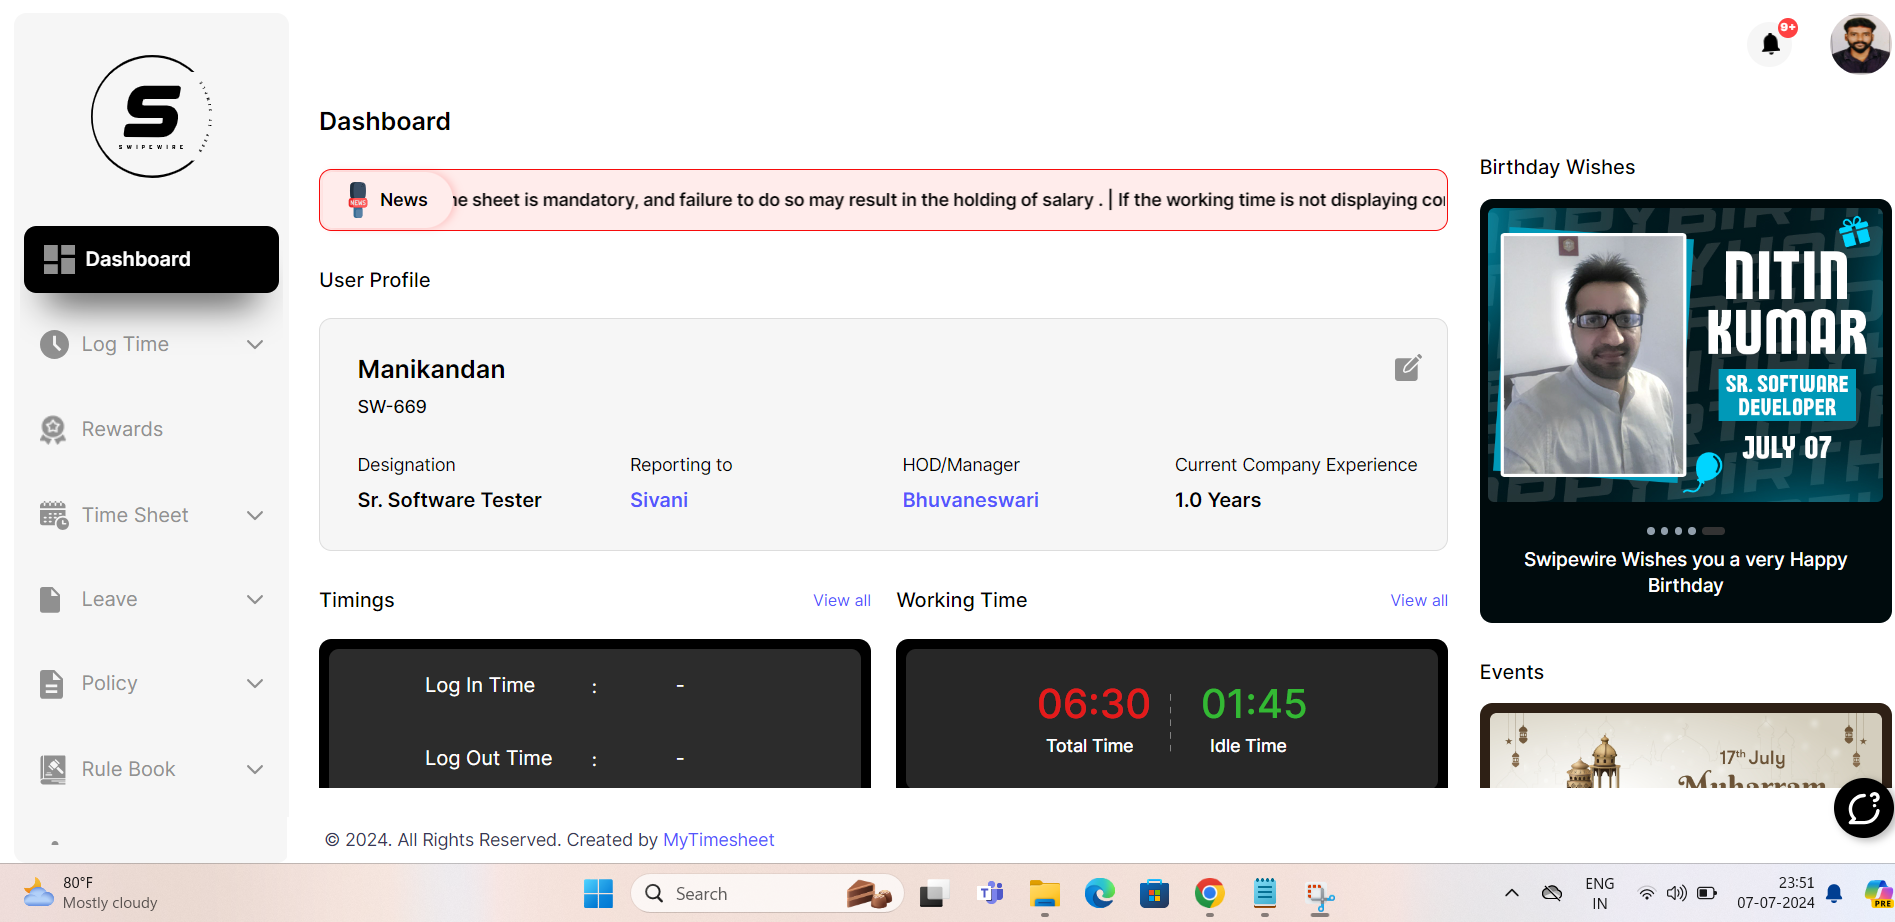 9+
SWIPEWIRE
Dashboard
Log Time
Rewards
Time Sheet
Leave
Policy
Rule Book
Dashboard
NEWS
News
sheet is mandatory, and failure to do so may result in the holding of salary . | If the working time is not displaying
User Profile
Manikandan
SW-669
Designation
Reporting to
HOD/Manager
Current Company Experience
Sr. Software Tester
Sivani
Bhuvaneswari
1.0 Years
Timings
View all
Working Time
View all
Log In Time : -
Log Out Time : -
06:30
01:45
Total Time
Idle Time
Birthday Wishes
NITIN
KUMAR
SR. SOFTWARE
DEVELOPER
JULY 07
Swipewire Wishes you a very Happy
Birthday
Events
17th July
Muharram
© 2024. All Rights Reserved. Created by MyTimesheet
80°F
Mostly cloudy
Search
ENG
IN
23:51
07-07-2024
PRE